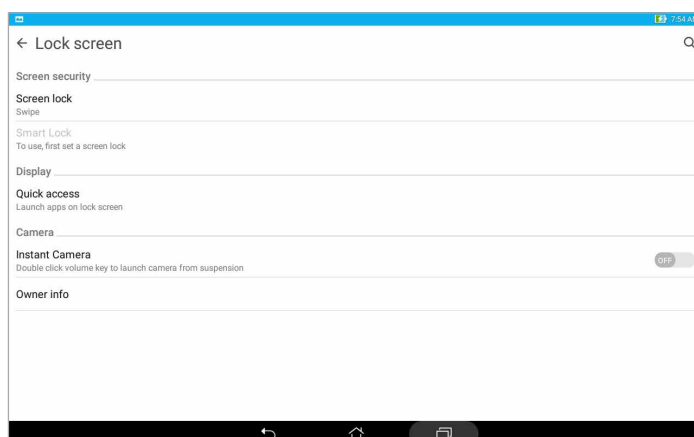 7:54 AM
Lock screen
Screen security
Screen lock
Swipe
Smart Lock
To use, first set a screen lock
Display
Quick access
Launch apps on lock screen
Camera
Instant Camera
Double click volume key to launch camera from suspension
OFF
Owner info